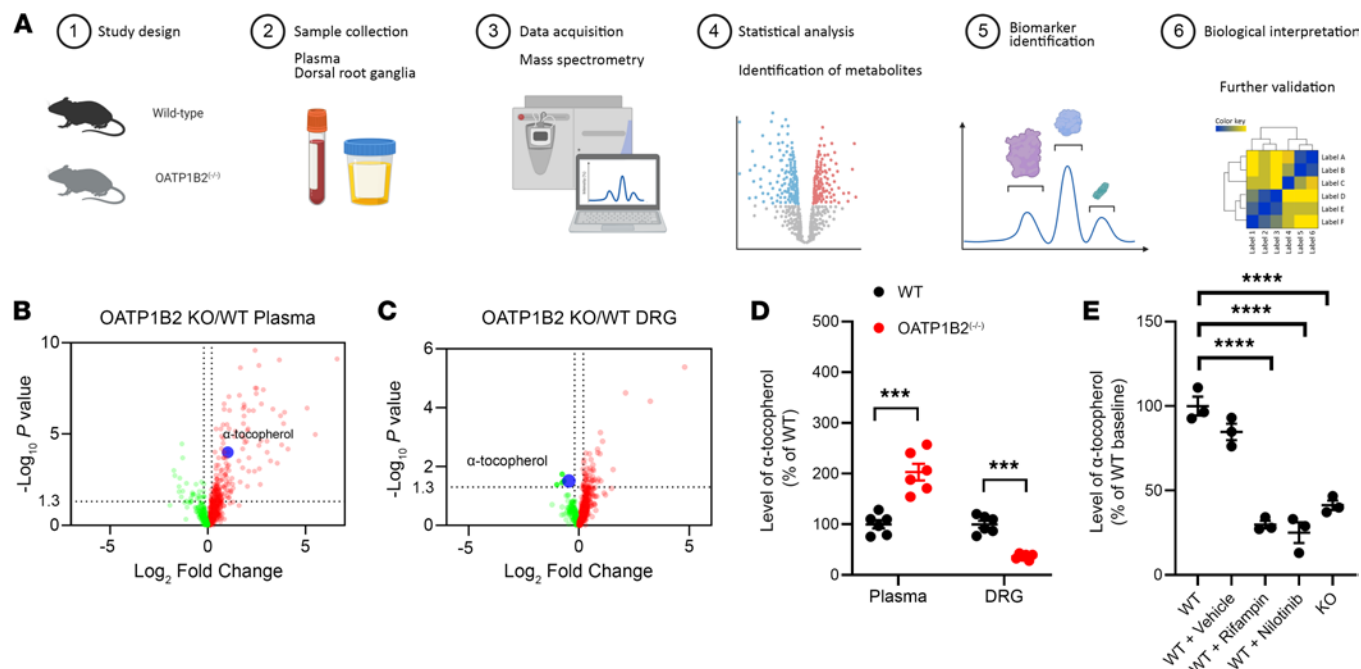 A
1 Study design
Wild-type
OATP1B2(-/-)
2 Sample collection
Plasma
Dorsal root ganglia
3 Data acquisition
Mass spectrometry
4 Statistical analysis
Identification of metabolites
5 Biomarker
identification
6 Biological interpretation
Further validation
Color key
Label A
Label B
Label C
Label D
Label E
Label F
Label 1
Label 2
Label 3
Label 4
Label 5
Label 6
B
OATP1B2 KO/WT Plasma
-Log10 P value
10
5
1.3
0
α-tocopherol
-5
0
5
Log2 Fold Change
C
OATP1B2 KO/WT DRG
-Log10 P value
6
4
2
1.3
0
α-tocopherol
-5
0
5
Log2 Fold Change
D
WT
OATP1B2(-/-)
Level of α-tocopherol
(% of WT)
500
400
300
200
100
0
***
***
Plasma
DRG
E
****
****
****
Level of α-tocopherol
(% of WT baseline)
150
100
50
0
WT
WT + Vehicle
WT + Rifampin
WT + Nilotinib
KO